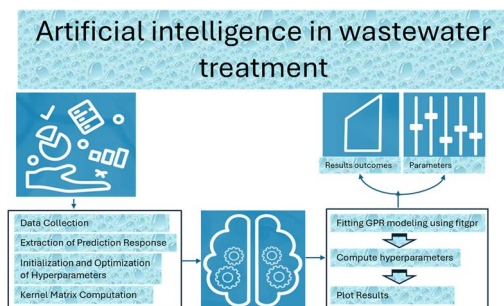 Artificial intelligence in wastewater
treatment
Results outcomes
Parameters
Data Collection
Extraction of Prediction Response
Initialization and Optimization
of Hyperparameters
Kernel Matrix Computation
Fitting GPR modeling using fitgpr
Compute hyperparameters
Plot Results